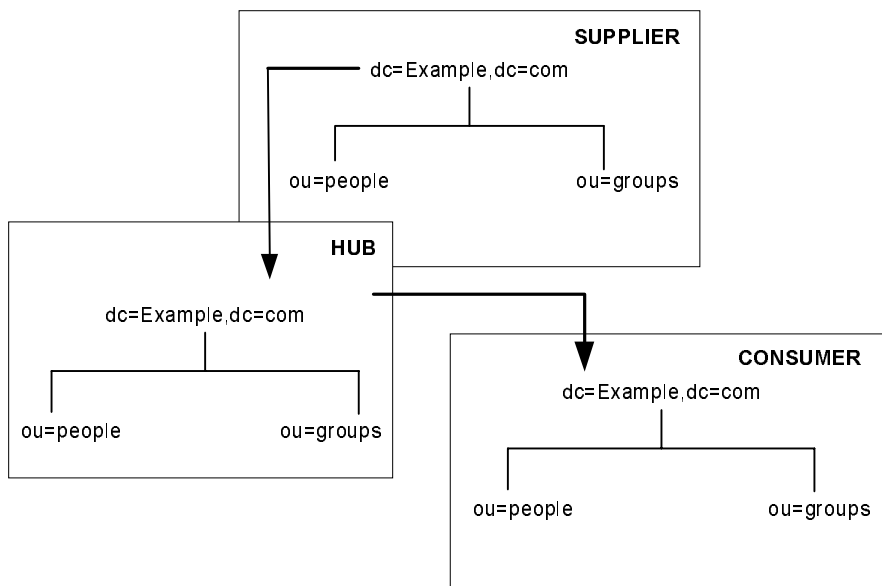 SUPPLIER
dc=Example,dc=com
ou=people
ou=groups
HUB
dc=Example,dc=com
ou=people
ou=groups
CONSUMER
dc=Example,dc=com
ou=people
ou=groups